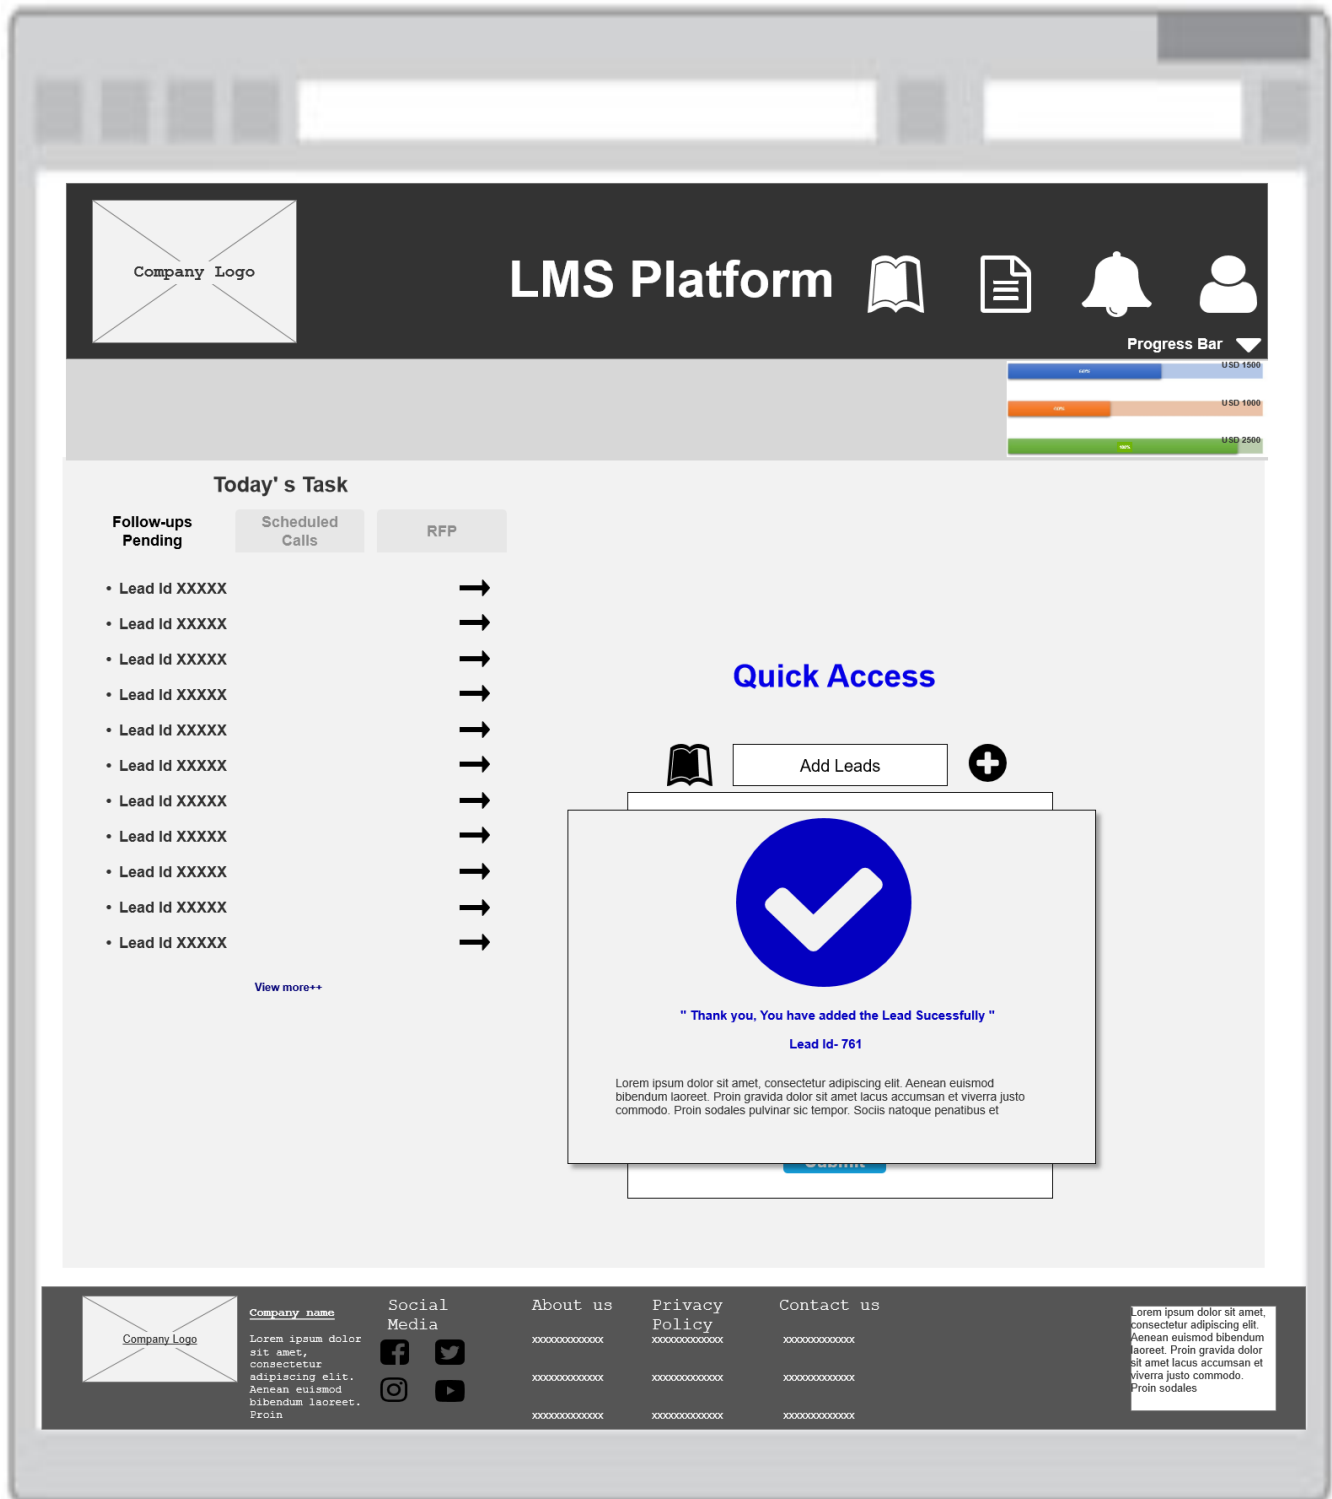 Company Logo
LMS Platform
Progress Bar
USD 1500
USD 1000
USD 2500
Today' s Task
Follow-ups
Pending
Scheduled
Calls
RFP
• Lead Id XXXXX
• Lead Id XXXXX
• Lead Id XXXXX
• Lead Id XXXXX
• Lead Id XXXXX
• Lead Id XXXXX
• Lead Id XXXXX
• Lead Id XXXXX
• Lead Id XXXXX
• Lead Id XXXXX
• Lead Id XXXXX
View more++
Quick Access
Add Leads
" Thank you, You have added the Lead Sucessfully "
Lead Id- 761
Lorem ipsum dolor sit amet, consectetur adipiscing elit. Aenean euismod
bibendum laoreet. Proin gravida dolor sit amet lacus accumsan et viverra justo
commodo. Proin sodales pulvinar sic tempor. Sociis natoque penatibus et
Submit
Company Logo
Company name
Lorem ipsum dolor
sit amet,
consectetur
adipiscing elit.
Aenean euismod
bibendum laoreet.
Proin
Social
Media
About us
xxxxxxxxxxxxx
xxxxxxxxxxxxx
xxxxxxxxxxxxx
Privacy
Policy
xxxxxxxxxxxxx
xxxxxxxxxxxxx
xxxxxxxxxxxxx
Contact us
xxxxxxxxxxxxx
xxxxxxxxxxxxx
xxxxxxxxxxxxx
Lorem ipsum dolor sit amet,
consectetur adipiscing elit.
Aenean euismod bibendum
laoreet. Proin gravida dolor
sit amet lacus accumsan et
viverra justo commodo.
Proin sodales